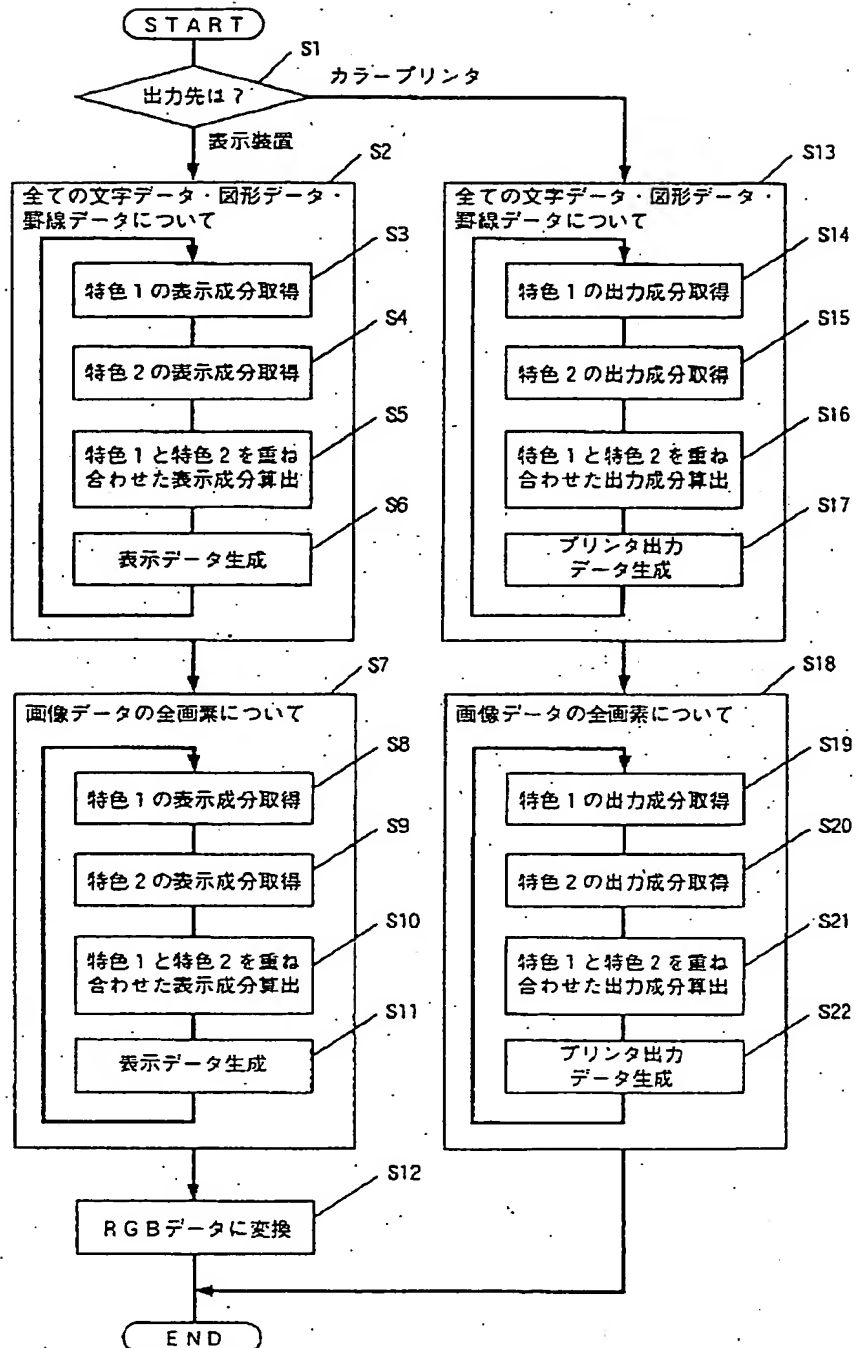 START
S1
出力先は?
カラープリンタ
表示装置
S2
全ての文字データ・図形データ・
罫線データについて
S3
特色1の表示成分取得
S4
特色2の表示成分取得
S5
特色1と特色2を重ね
合わせた表示成分算出
S6
表示データ生成
S7
画像データの全画素について
S8
特色1の表示成分取得
S9
特色2の表示成分取得
S10
特色1と特色2を重ね
合わせた表示成分算出
S11
表示データ生成
S12
RGBデータに変換
S13
全ての文字データ・図形データ・
罫線データについて
S14
特色1の出力成分取得
S15
特色2の出力成分取得
S16
特色1と特色2を重ね
合わせた出力成分算出
S17
プリンタ出力
データ生成
S18
画像データの全画素について
S19
特色1の出力成分取得
S20
特色2の出力成分取得
S21
特色1と特色2を重ね
合わせた出力成分算出
S22
プリンタ出力
データ生成
END